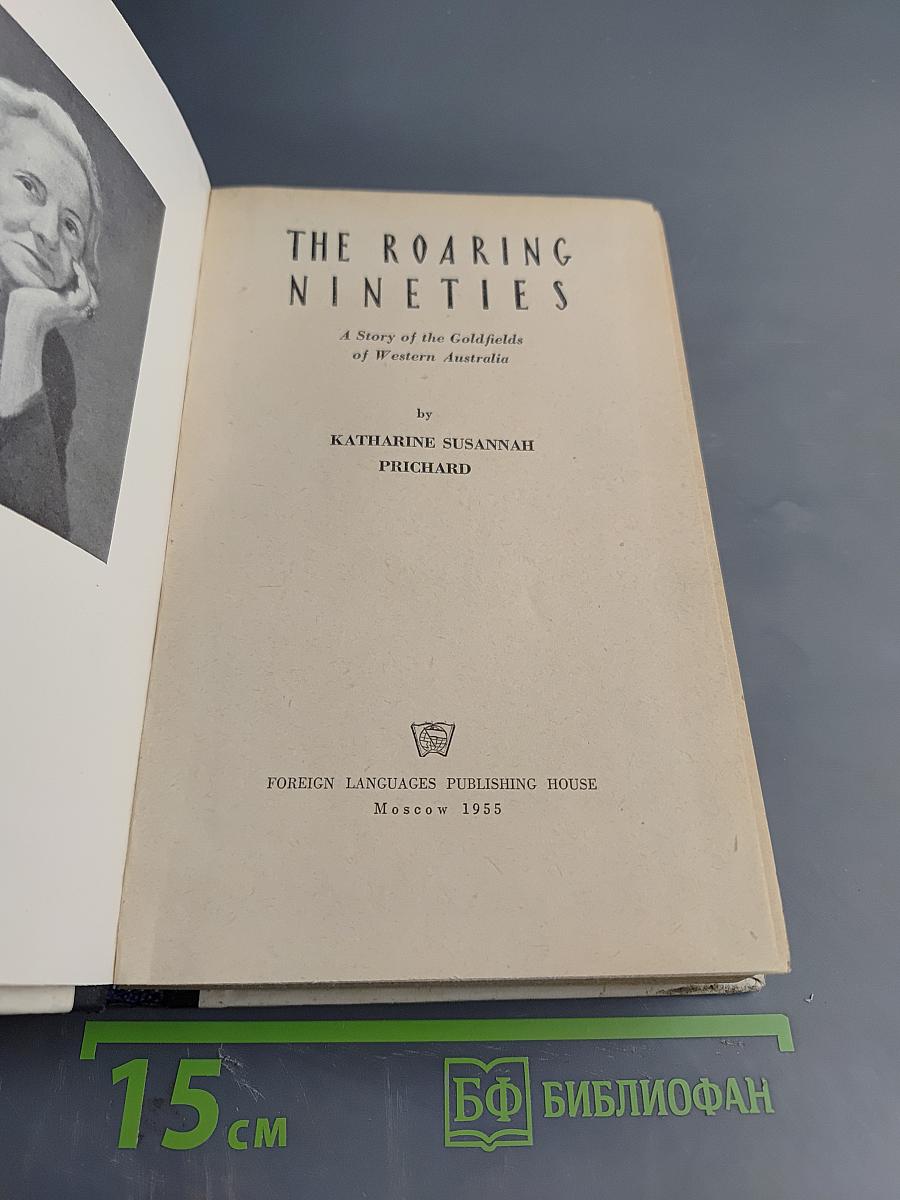 THE ROARING
NINETIES
A Story of the Goldfields
of Western Australia
by
KATHARINE SUSANNAH
PRICHARD
FOREIGN LANGUAGES PUBLISHING HOUSE
Moscow 1955
15 см
БФ БИБЛИОФАН